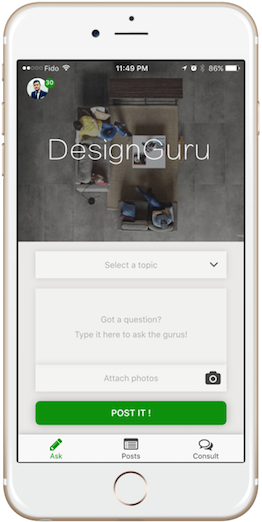 Fido 11:49 PM 86%
30
DesignGuru
Select a topic
Got a question?
Type it here to ask the gurus!
Attach photos
POST IT !
Ask Posts Consult